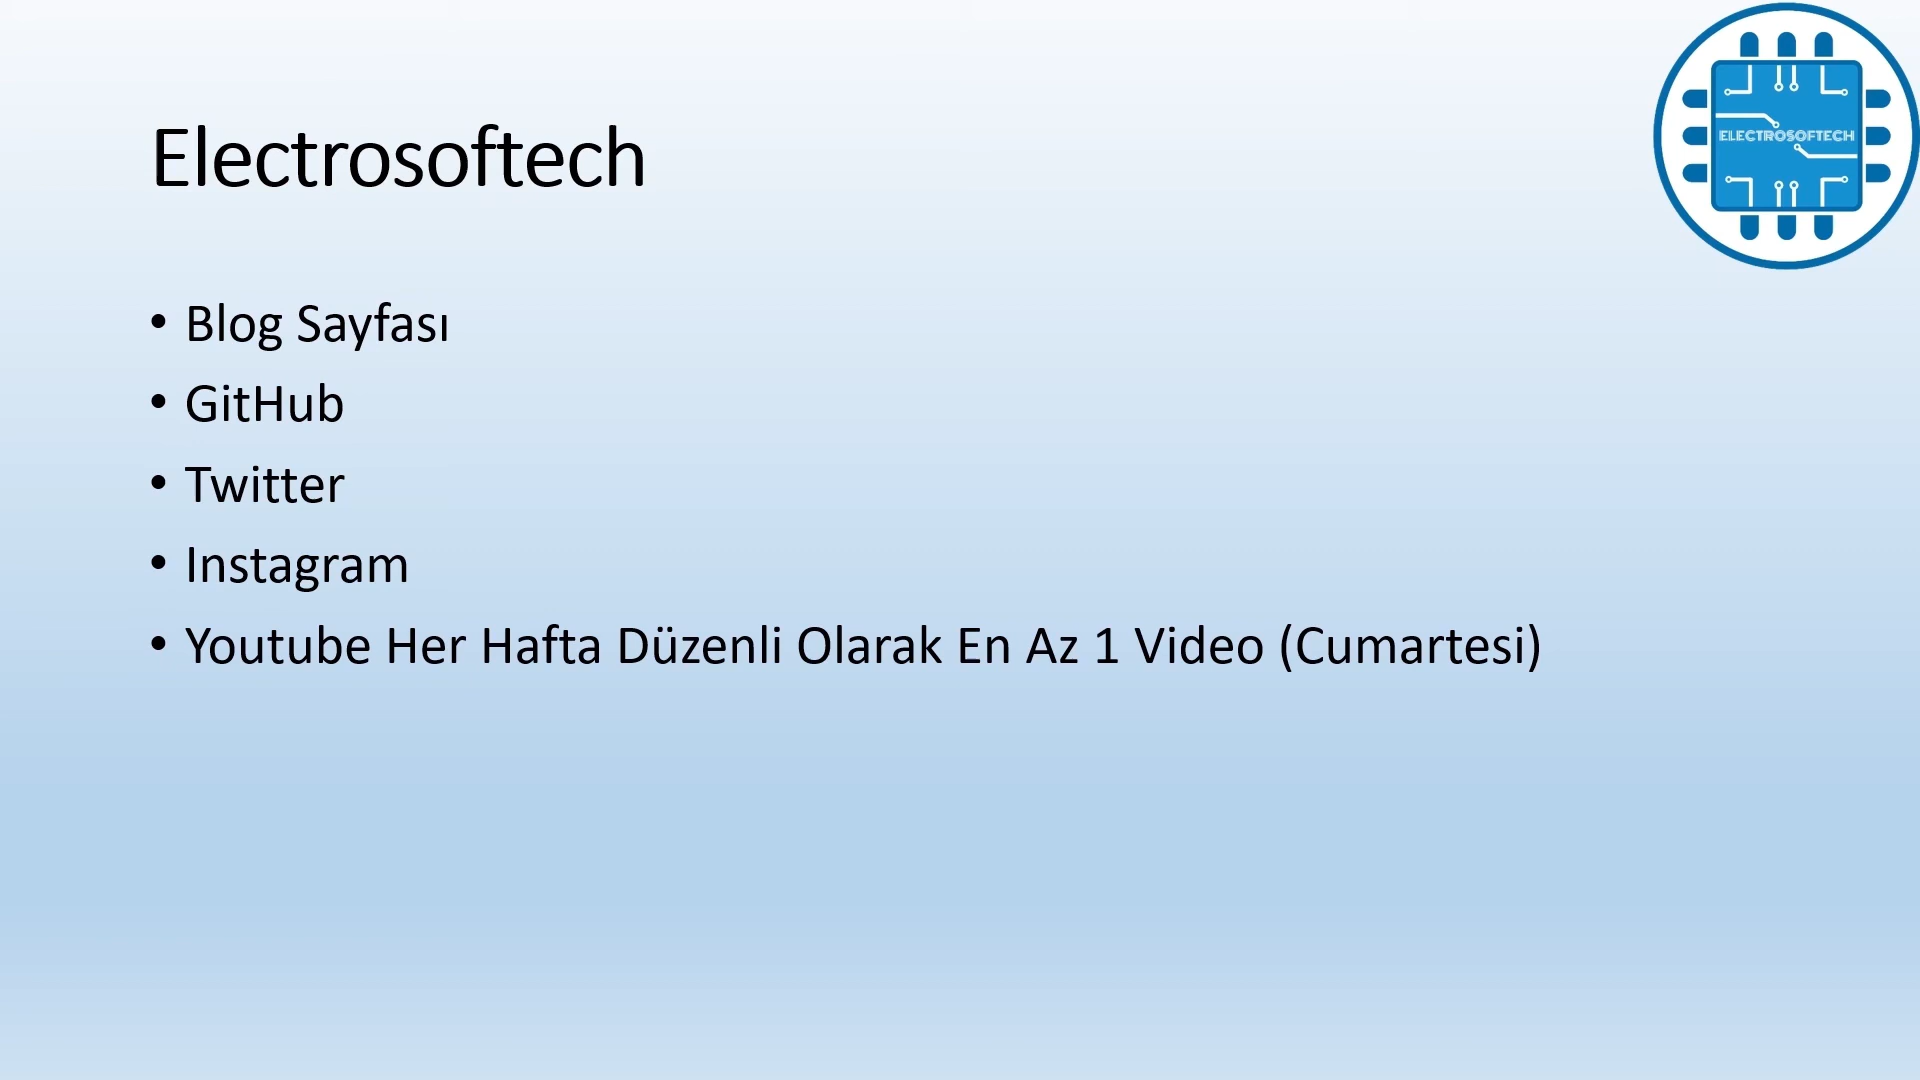 Electrosoftech
ELECTROSOFTECH
• Blog Sayfası
• GitHub
• Twitter
• Instagram
• Youtube Her Hafta Düzenli Olarak En Az 1 Video (Cumartesi)